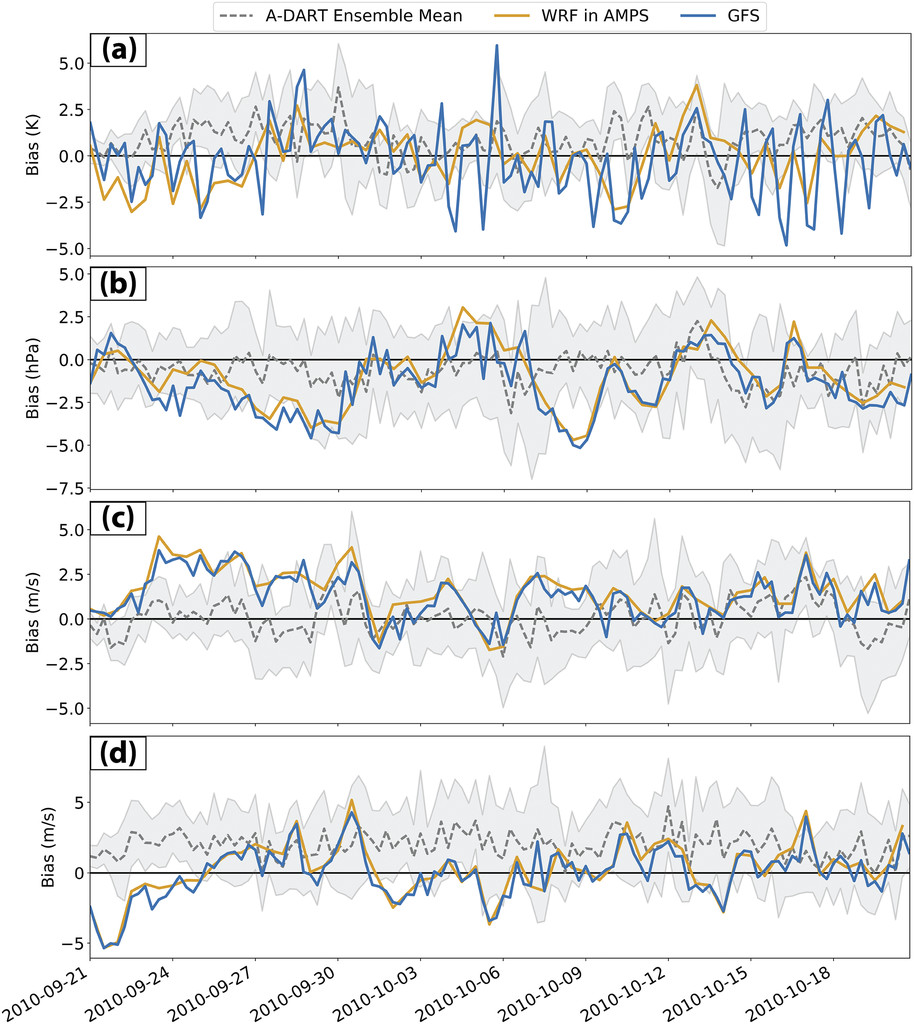 A-DART Ensemble Mean WRF in AMPS GFS
(a)
5.0
2.5
0.0
−2.5
−5.0
Bias (K)
(b)
5.0
2.5
0.0
−2.5
−5.0
−7.5
Bias (hPa)
(c)
5.0
2.5
0.0
−2.5
−5.0
Bias (m/s)
(d)
5
0
−5
Bias (m/s)
2010-09-21 2010-09-24 2010-09-27 2010-09-30 2010-10-03 2010-10-06 2010-10-09 2010-10-12 2010-10-15 2010-10-18